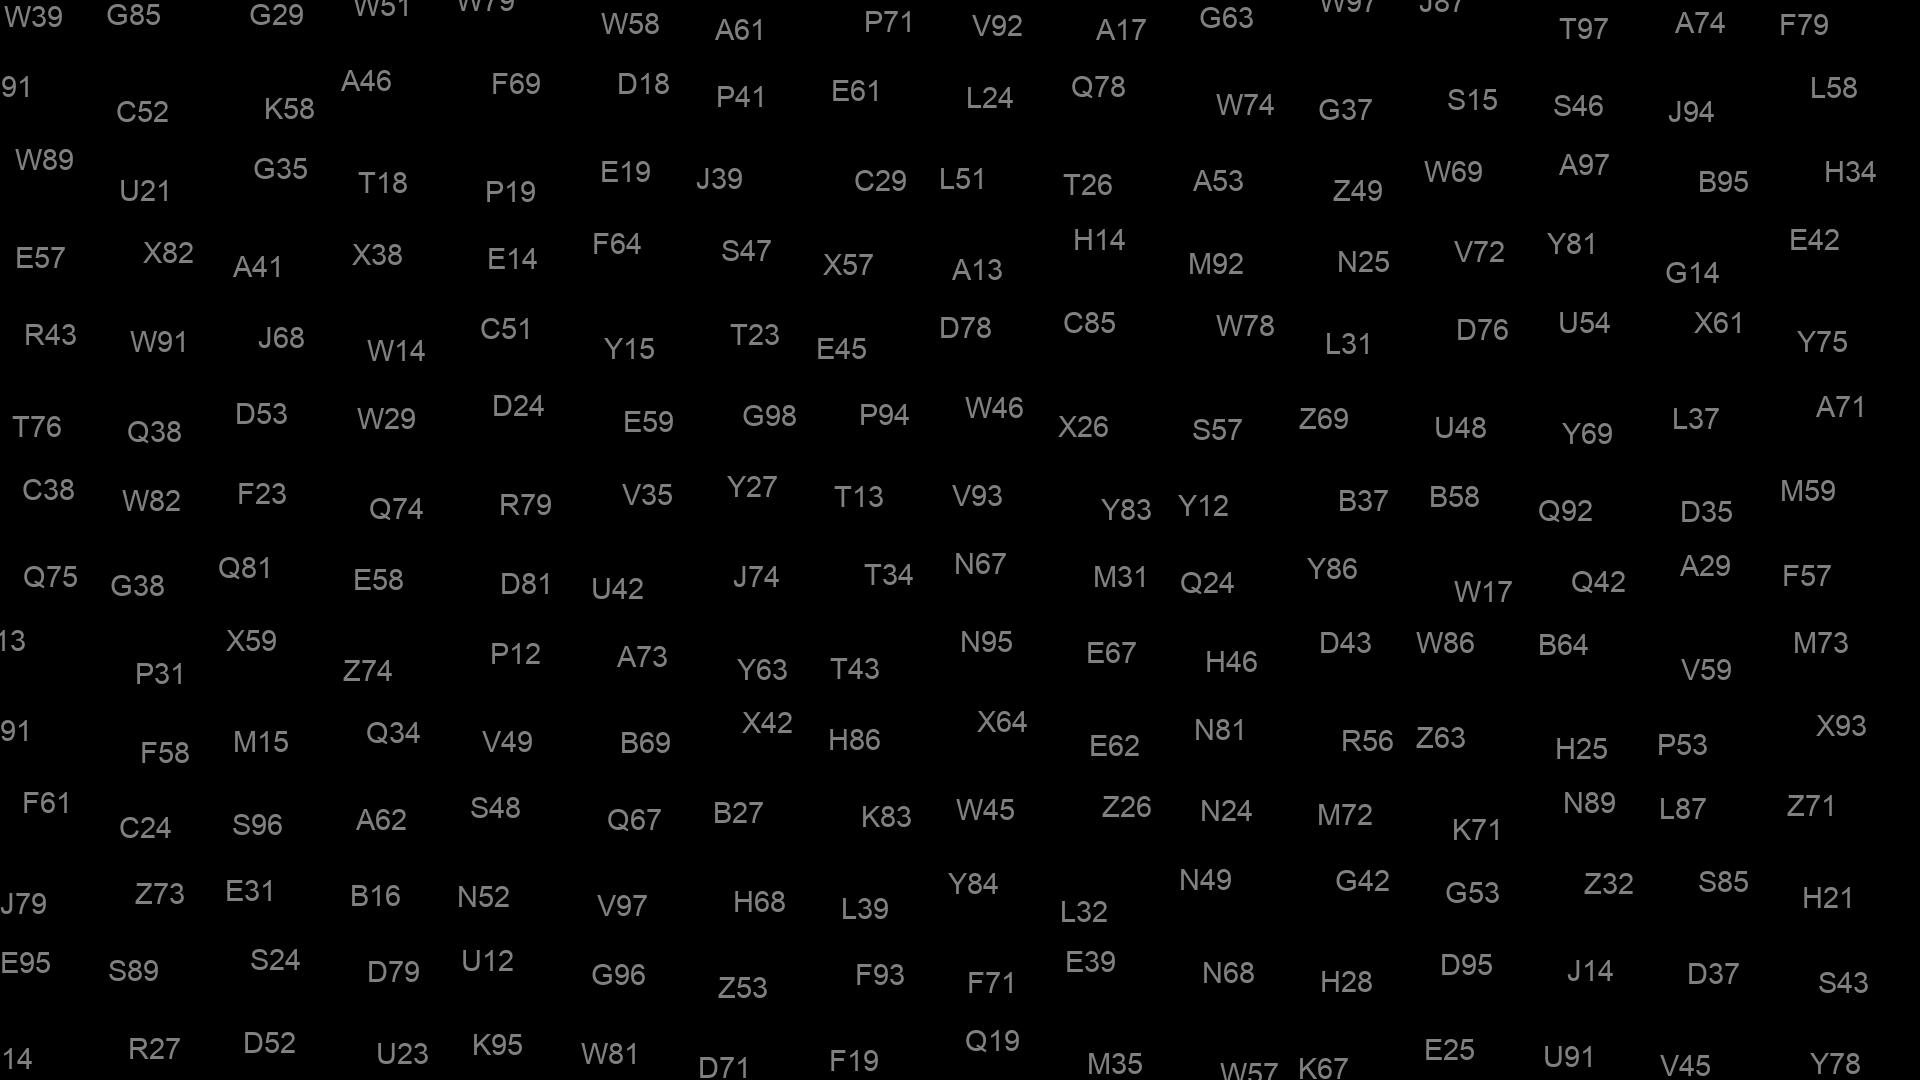 W39 G85 G29 W51 W79 W58 A61 P71 V92 A17 G63 W97 J87 T97 A74 F79
91 C52 K58 A46 F69 D18 P41 E61 L24 Q78 W74 G37 S15 S46 J94 L58
W89 U21 G35 T18 P19 E19 J39 C29 L51 T26 A53 Z49 W69 A97 B95 H34
E57 X82 A41 X38 E14 F64 S47 X57 A13 H14 M92 N25 V72 Y81 G14 E42
R43 W91 J68 W14 C51 Y15 T23 E45 D78 C85 W78 L31 D76 U54 X61 Y75
T76 Q38 D53 W29 D24 E59 G98 P94 W46 X26 S57 Z69 U48 Y69 L37 A71
C38 W82 F23 Q74 R79 V35 Y27 T13 V93 Y83 Y12 B37 B58 Q92 D35 M59
Q75 G38 Q81 E58 D81 U42 J74 T34 N67 M31 Q24 Y86 W17 Q42 A29 F57
13 P31 X59 Z74 P12 A73 Y63 T43 N95 E67 H46 D43 W86 B64 V59 M73
91 F58 M15 Q34 V49 B69 X42 H86 X64 E62 N81 R56 Z63 H25 P53 X93
F61 C24 S96 A62 S48 Q67 B27 K83 W45 Z26 N24 M72 K71 N89 L87 Z71
J79 Z73 E31 B16 N52 V97 H68 L39 Y84 L32 N49 G42 G53 Z32 S85 H21
E95 S89 S24 D79 U12 G96 Z53 F93 F71 E39 N68 H28 D95 J14 D37 S43
14 R27 D52 U23 K95 W81 D71 F19 Q19 M35 W57 K67 E25 U91 V45 Y78